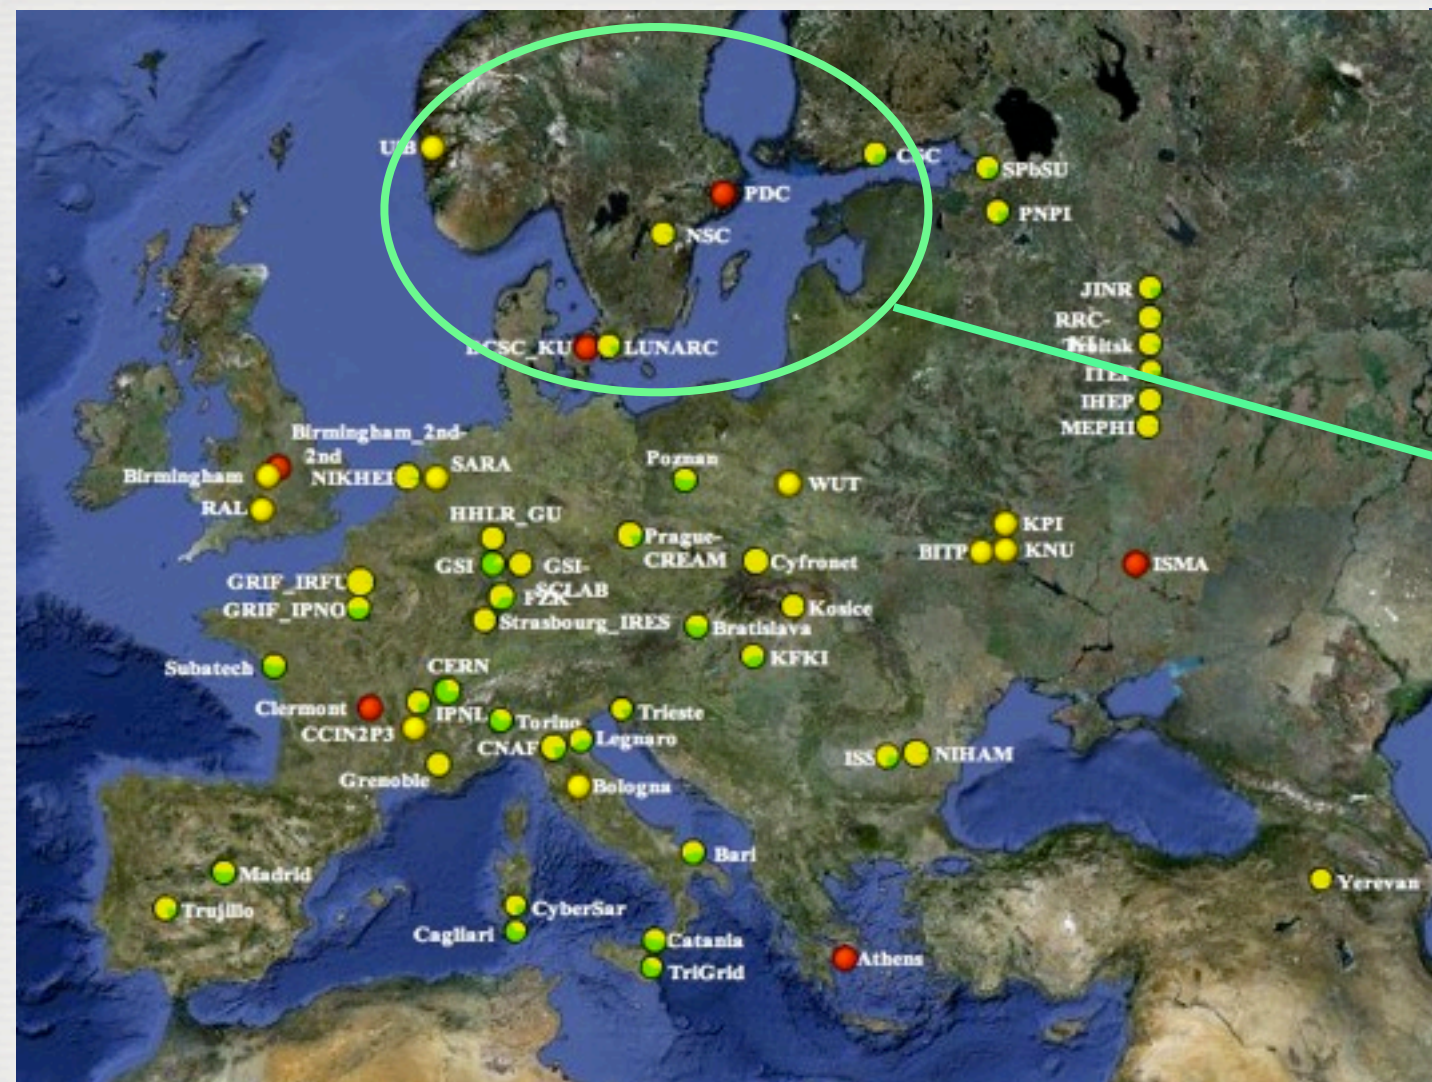 UIB
CSC
SPbSU
PDC
PNPI
NSC
JINR
RRC-
Troitsk
DCSC_KU
LUNARC
ITEP
IHEP
MEPHI
Birmingham_2nd-
2nd
Birmingham
NIKHEF
SARA
Poznan
WUT
RAL
HHLR_GU
KPI
Prague-
CREAM
BITP
KNU
GSI
GSI-
SCLAB
Cyfronet
ISMA
GRIF_IRFU
FZK
GRIF_IPNO
Kosice
Strasbourg_IRES
Bratislava
Subatech
CERN
KFKI
Clermont
IPNL
Torino
Trieste
CCIN2P3
CNAF
Legnaro
ISS
NIHAM
Grenoble
Bologna
Bari
Madrid
Yerevan
Trujillo
CyberSar
Cagliari
Catania
Athens
TriGrid